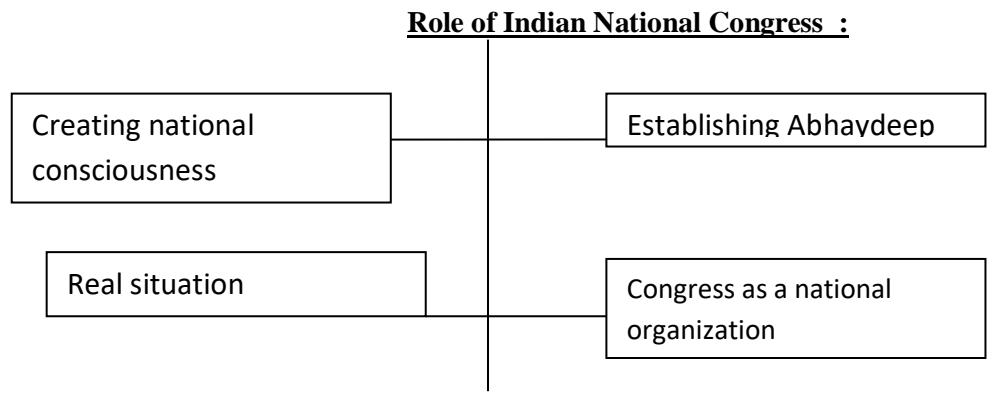 Role of Indian National Congress :
Creating national
consciousness
Establishing Abhaydeep
Real situation
Congress as a national
organization